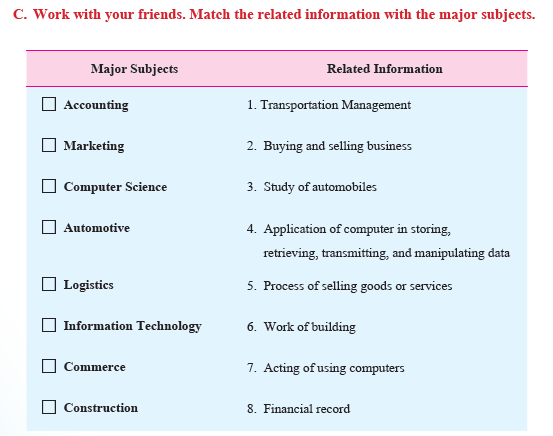 C. Work with your friends. Match the related information with the major subjects.
Major Subjects Related Information
Accounting 1. Transportation Management
Marketing 2. Buying and selling business
Computer Science 3. Study of automobiles
Automotive 4. Application of computer in storing,
retrieving, transmitting, and manipulating data
Logistics 5. Process of selling goods or services
Information Technology 6. Work of building
Commerce 7. Acting of using computers
Construction 8. Financial record